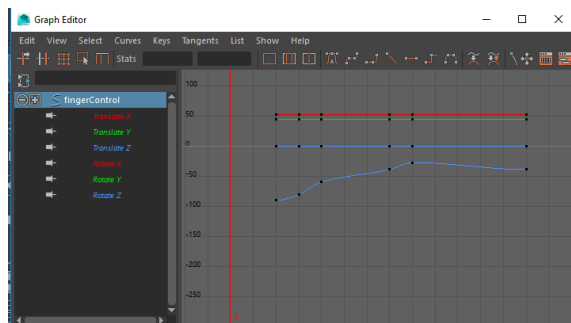 Graph Editor
Edit View Select Curves Keys Tangents List Show Help
Stats
fingerControl
Translate X
Translate Y
Translate Z
Rotate X
Rotate Y
Rotate Z
100
50
0
-50
-100
-150
-200
-250